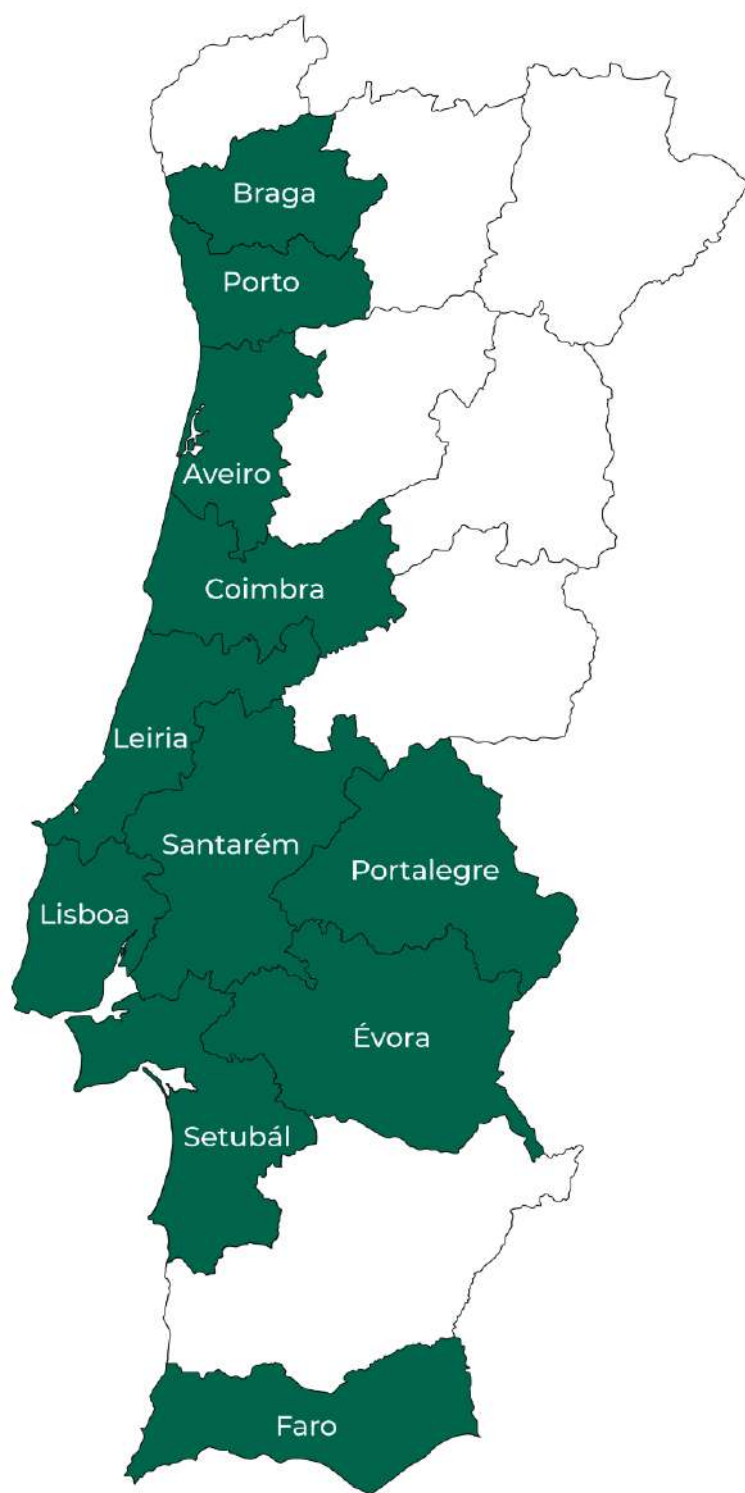 Braga
Porto
Aveiro
Coimbra
Leiria
Santarém
Portalegre
Lisboa
Évora
Setubál
Faro